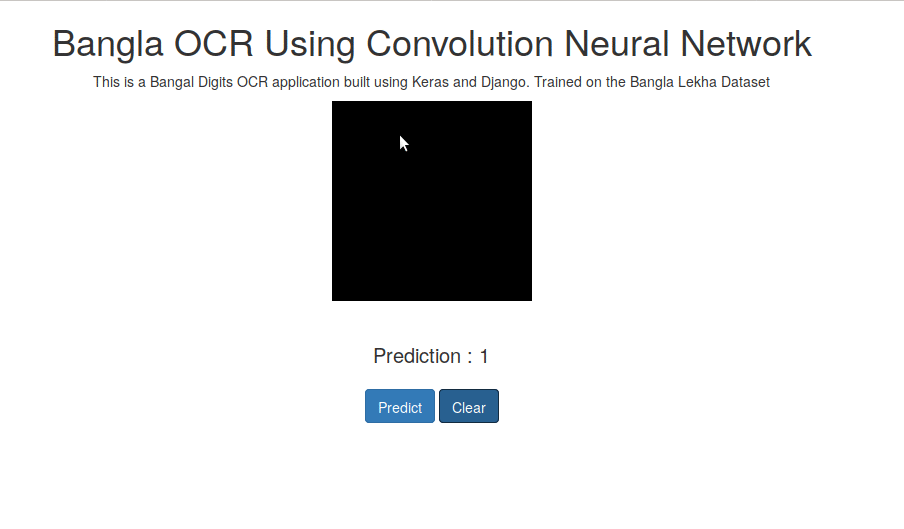 Bangla OCR Using Convolution Neural Network
This is a Bangal Digits OCR application built using Keras and Django. Trained on the Bangla Lekha Dataset
Prediction : 1
Predict Clear